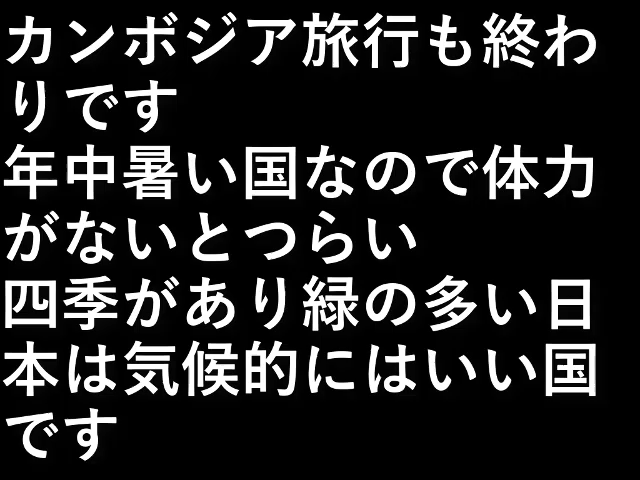 カンボジア旅行も終わ
りです
年中暑い国なので体力
がないとつらい
四季があり緑の多い日
本は気候的にはいい国
です